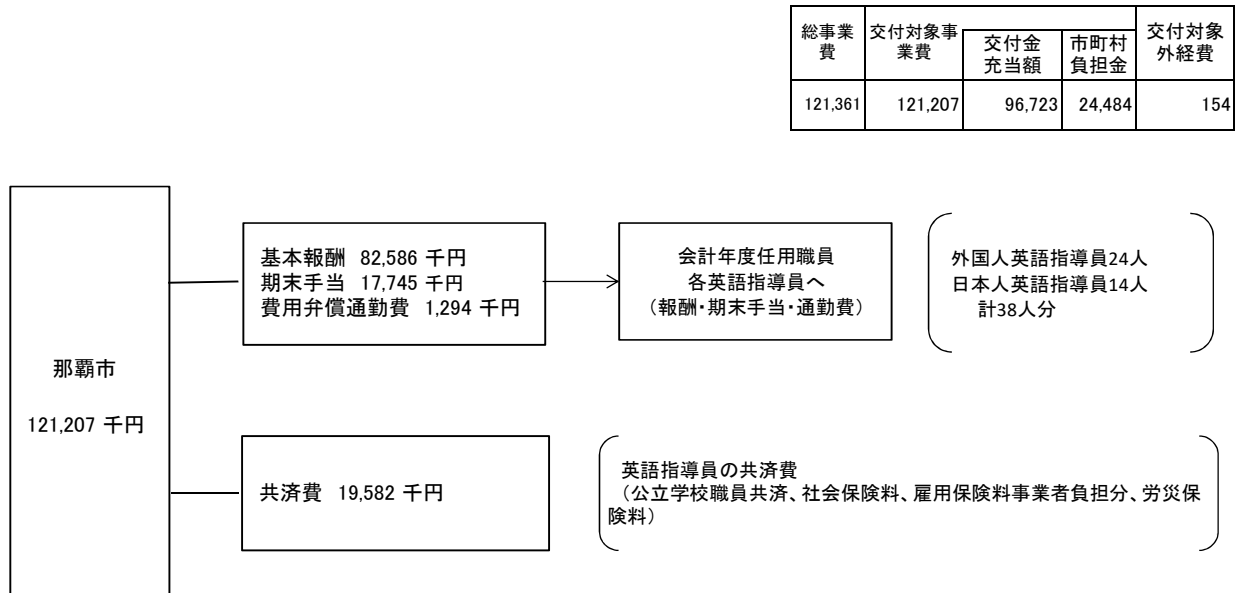 総事業
費
交付対象事
業費
交付金
充当額
市町村
負担金
交付対象
外経費
121,361
121,207
96,723
24,484
154
那覇市
121,207 千円
基本報酬 82,586 千円
期末手当 17,745 千円
費用弁償通勤費 1,294 千円
会計年度任用職員
各英語指導員へ
（報酬・期末手当・通勤費）
外国人英語指導員24人
日本人英語指導員14人
計38人分
共済費 19,582 千円
英語指導員の共済費
（公立学校職員共済、社会保険料、雇用保険料事業者負担分、労災保
険料）